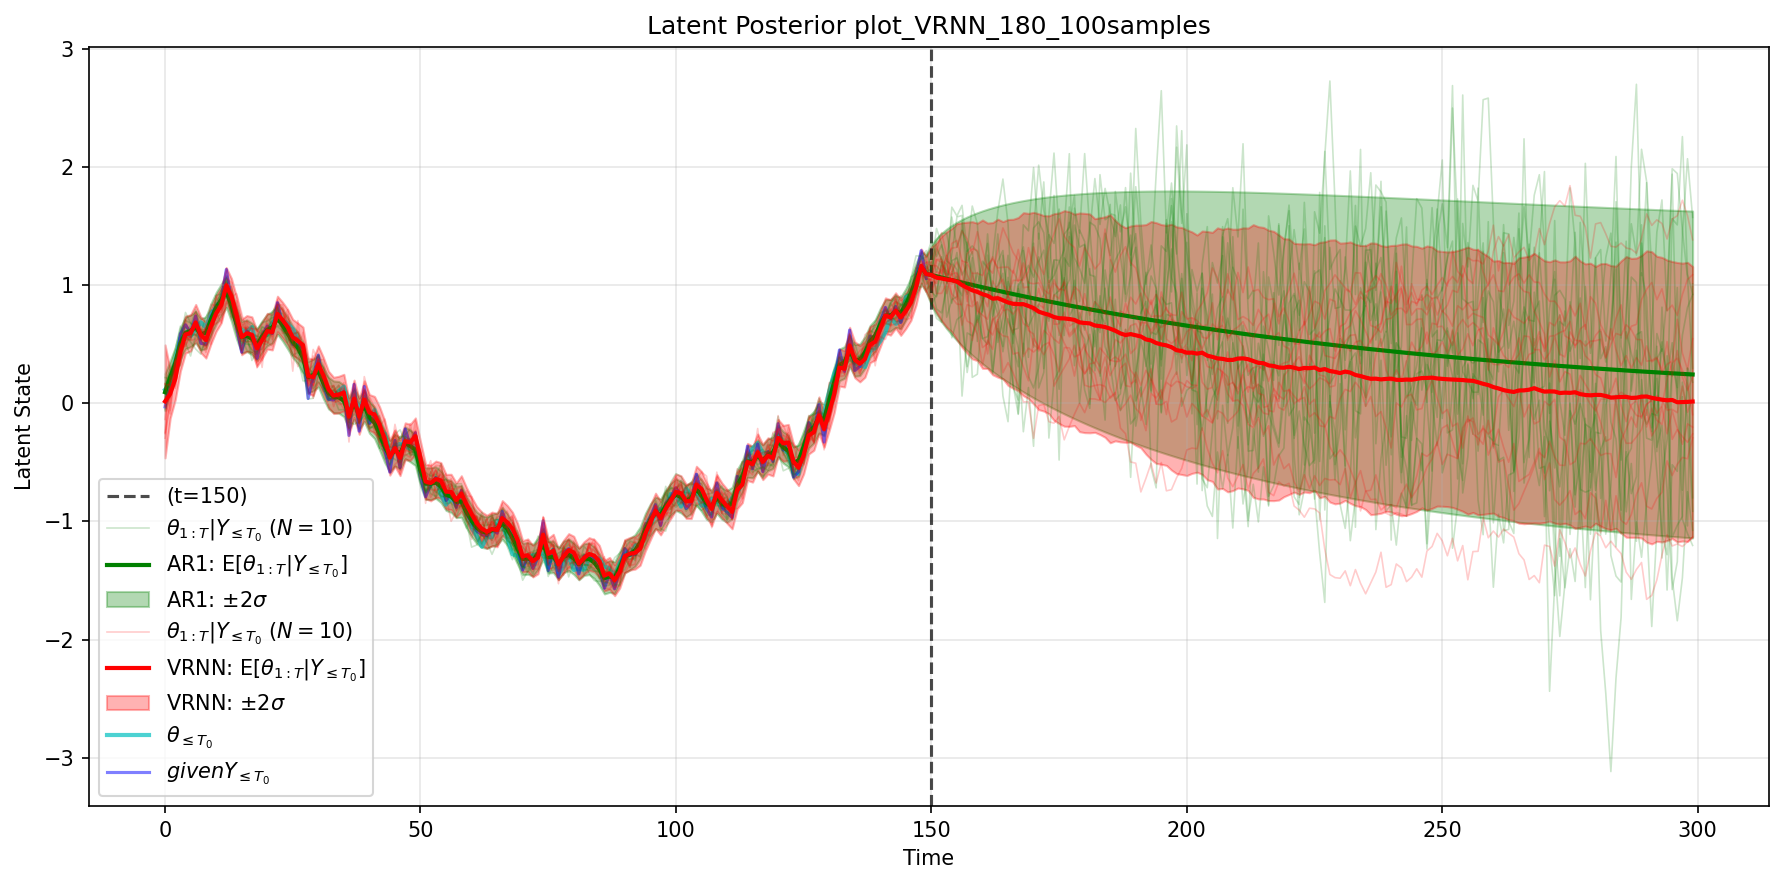 Latent Posterior plot_VRNN_180_100samples
3
2
1
0
−1
−2
−3
Latent State
(t=150)
θ₁:T|Y≤T₀ (N = 10)
AR1: E[θ₁:T|Y≤T₀]
AR1: ±2σ
θ₁:T|Y≤T₀ (N = 10)
VRNN: E[θ₁:T|Y≤T₀]
VRNN: ±2σ
θ≤T₀
givenY≤T₀
0 50 100 150 200 250 300
Time